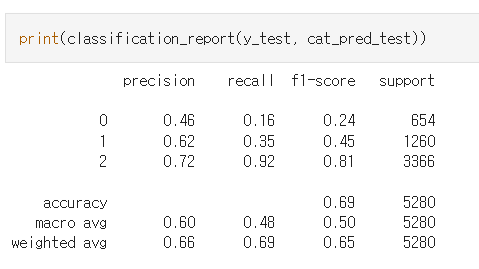 print(classification_report(y_test, cat_pred_test))
precision recall f1-score support
0 0.46 0.16 0.24 654
1 0.62 0.35 0.45 1260
2 0.72 0.92 0.81 3366
accuracy 0.69 5280
macro avg 0.60 0.48 0.50 5280
weighted avg 0.66 0.69 0.65 5280